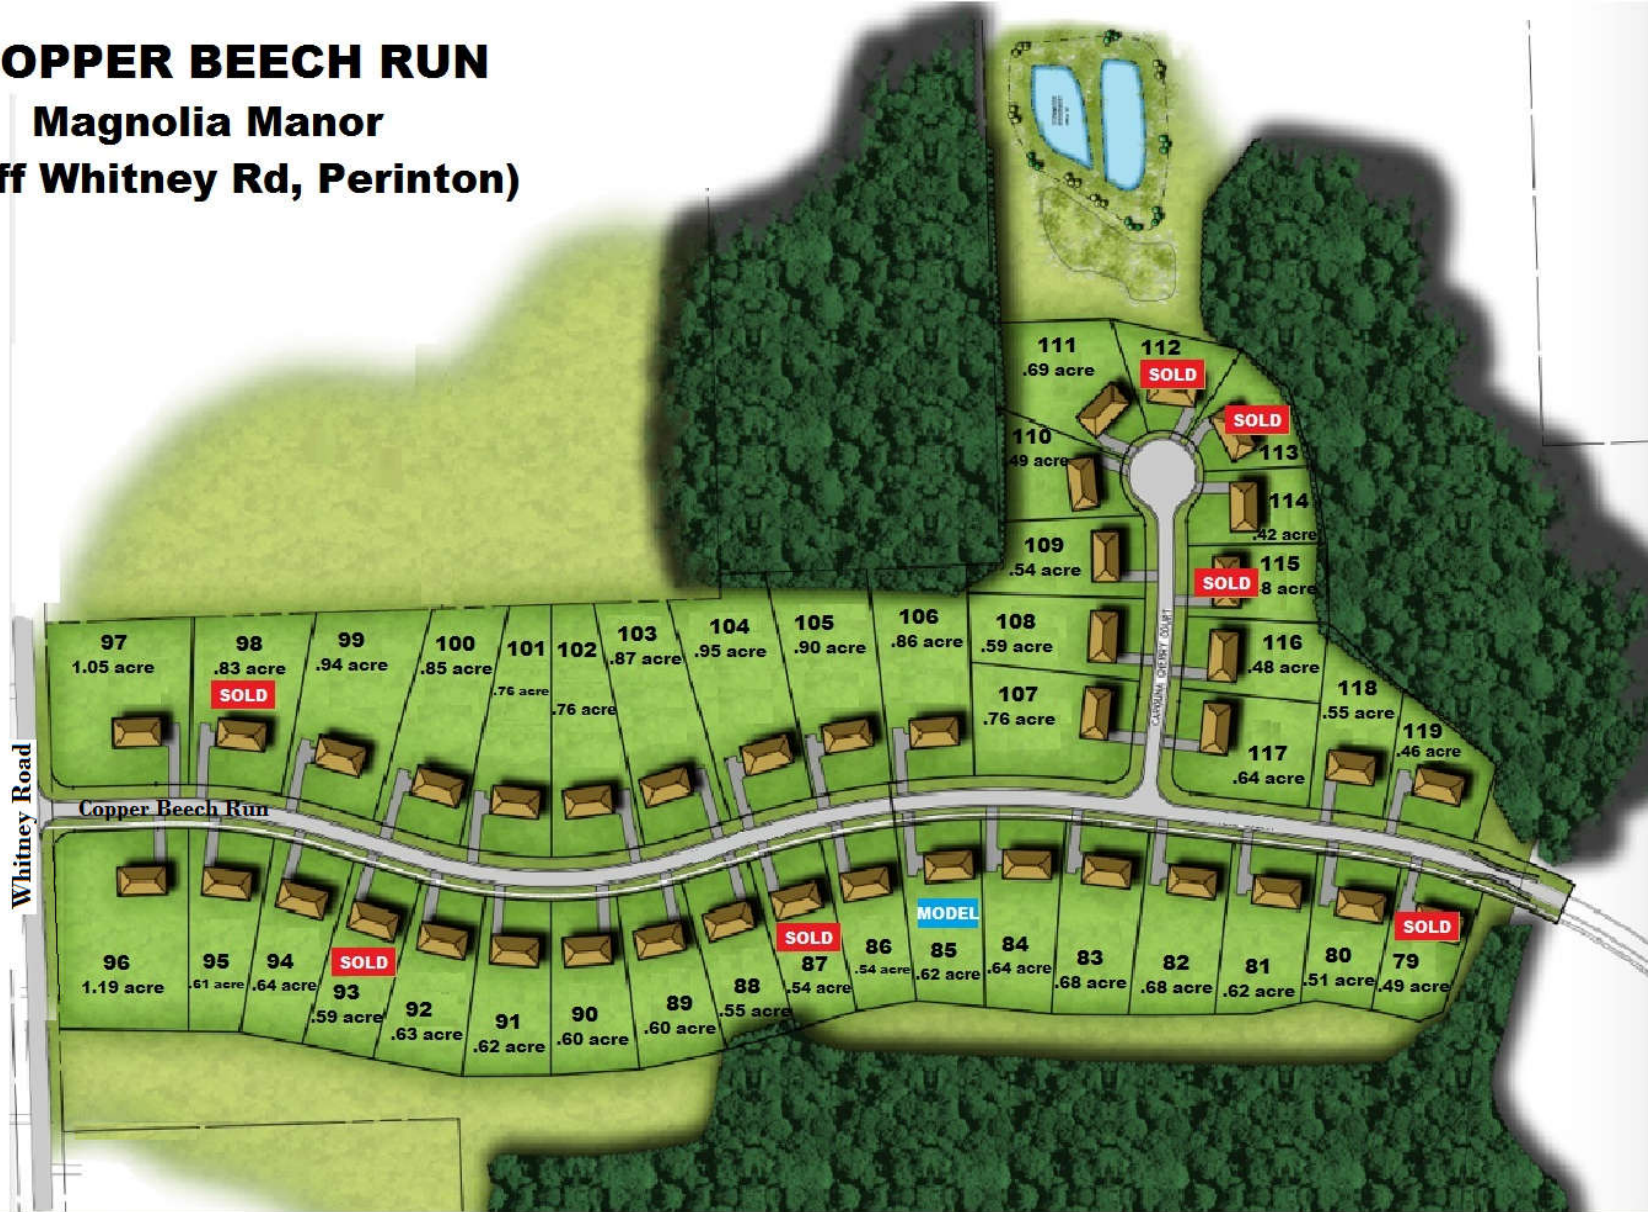 OPPER BEECH RUN
Magnolia Manor
ff Whitney Rd, Perinton)
111
.69 acre
112
SOLD
SOLD
113
110
49 acre
114
.42 acre
109
.54 acre
115
SOLD
8 acre
108
.59 acre
116
.48 acre
107
.76 acre
117
.64 acre
118
.55 acre
119
.46 acre
CAROLINA CHERRY COURT
97
1.05 acre
98
.83 acre
SOLD
99
.94 acre
100
.85 acre
101
.76 acre
102
.76 acre
103
.87 acre
104
.95 acre
105
.90 acre
106
.86 acre
Whitney Road
Copper Beech Run
96
1.19 acre
95
.61 acre
94
.64 acre
SOLD
93
.59 acre
92
.63 acre
91
.62 acre
90
.60 acre
89
.60 acre
88
.55 acre
SOLD
87
.54 acre
86
.54 acre
MODEL
85
.62 acre
84
.64 acre
83
.68 acre
82
.68 acre
81
.62 acre
80
.51 acre
SOLD
79
.49 acre